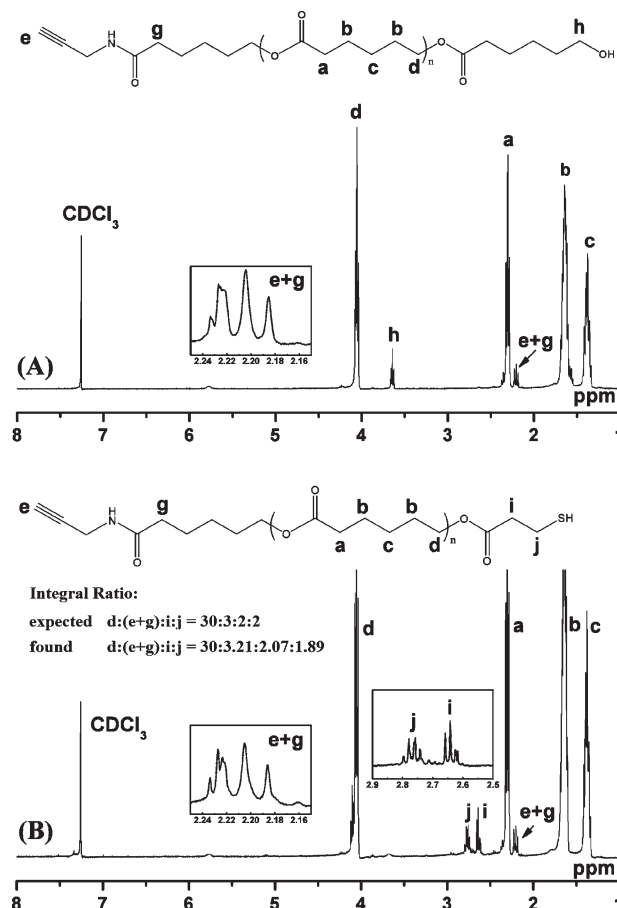 O O
g b b h
e N H OH
O a c d n O
d
a
b
CDCl3
c
e+g
h
e+g
2.24 2.22 2.20 2.18 2.16
(A)
ppm
8 7 6 5 4 3 2 1
O
g b b O i SH
e N H
O a c d n O j
Integral Ratio:
expected d:(e+g):i:j = 30:3:2:2
found d:(e+g):i:j = 30:3.21:2.07:1.89
d
a
b
c
CDCl3
j i
2.9 2.8 2.7 2.6 2.5
e+g
2.24 2.22 2.20 2.18 2.16
j i
e+g
(B)
ppm
8 7 6 5 4 3 2 1